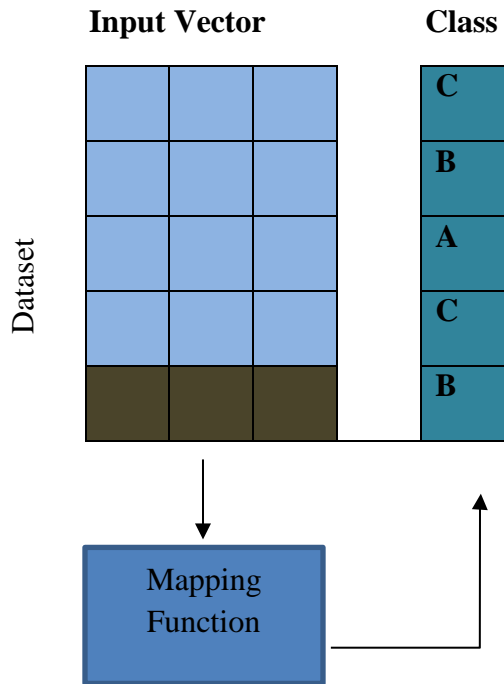 Input Vector
Class
Dataset
C
B
A
C
B
Mapping
Function